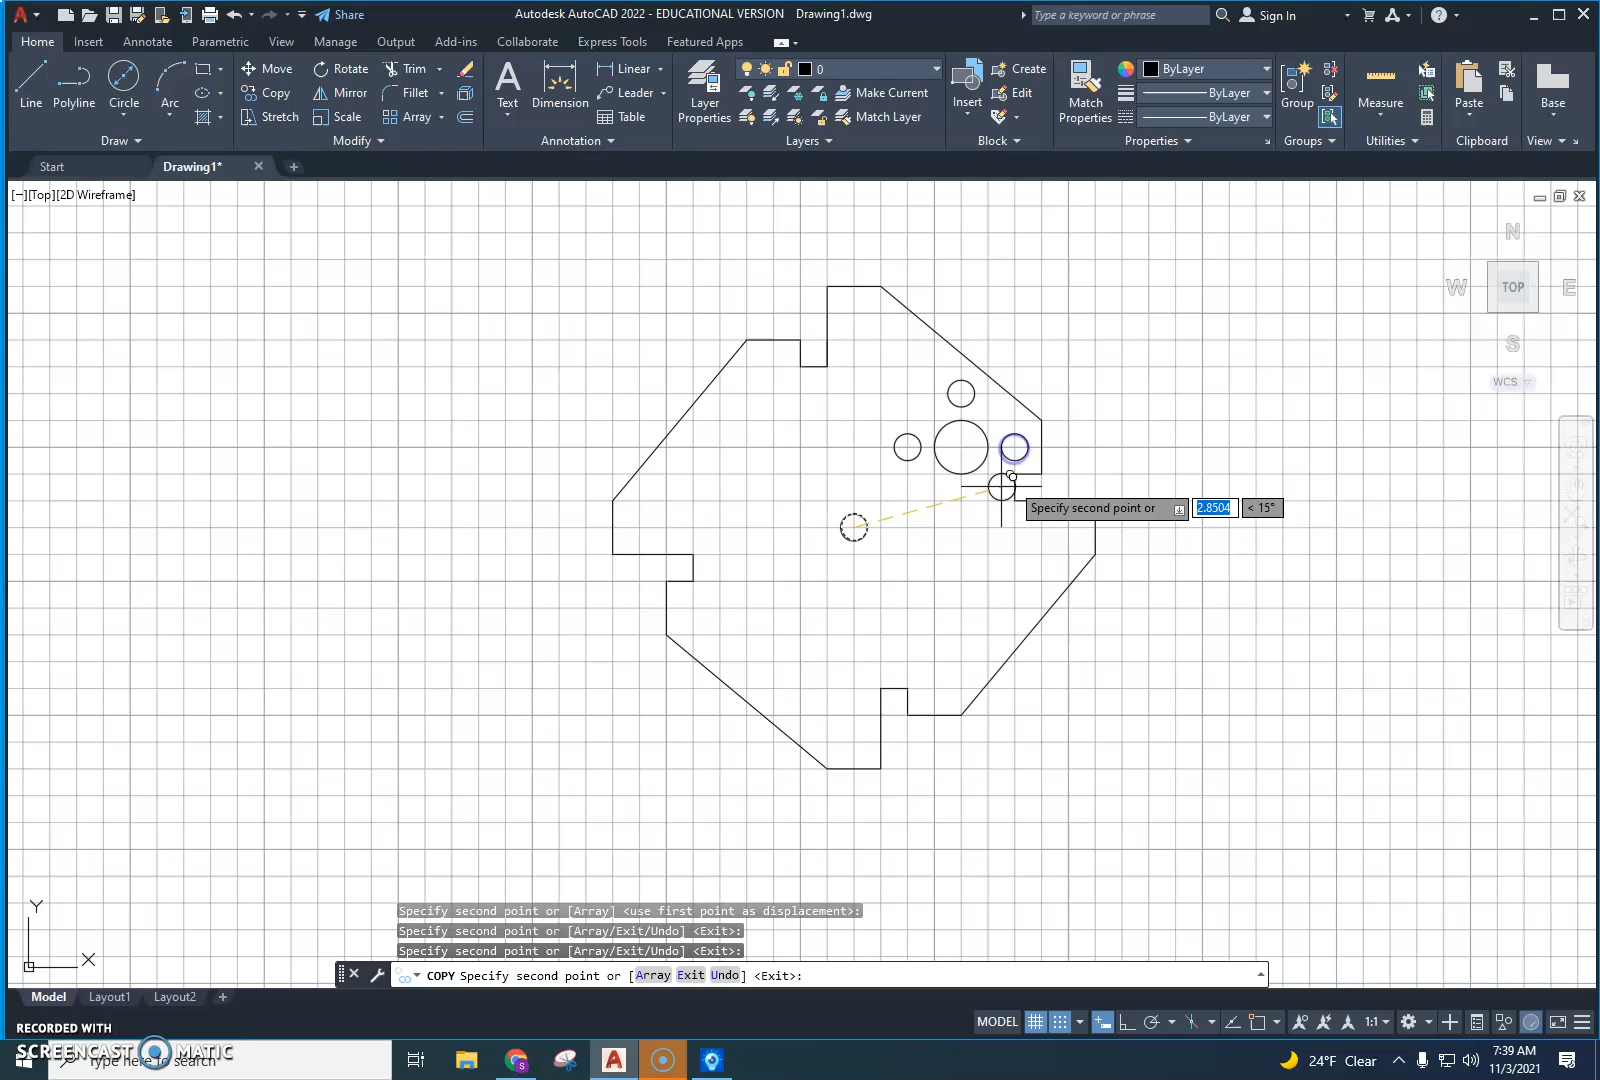 Share
Autodesk AutoCAD 2022 - EDUCATIONAL VERSION Drawing1.dwg
Type a keyword or phrase
Sign In
Home Insert Annotate Parametric View Manage Output Add-ins Collaborate Express Tools Featured Apps
Line
Polyline
Circle
Arc
Move
Copy
Stretch
Rotate
Mirror
Scale
Trim
Fillet
Array
Text
Dimension
Linear
Leader
Table
Layer
Properties
0
Make Current
Match Layer
Insert
Create
Edit
Match
Properties
ByLayer
ByLayer
ByLayer
Group
Measure
Paste
Base
Draw
Modify
Annotation
Layers
Block
Properties
Groups
Utilities
Clipboard
View
Start
Drawing1*
[−][Top][2D Wireframe]
N
W
TOP
E
S
WCS
Specify second point or 2.8504 < 15°
Y
X
Specify second point or [Array] <use first point as displacement>:
Specify second point or [Array/Exit/Undo] <Exit>:
Specify second point or [Array/Exit/Undo] <Exit>:
COPY Specify second point or [Array Exit Undo] <Exit>:
Model Layout1 Layout2
MODEL
1:1
RECORDED WITH
SCREENCAST MATIC
Type here to search
24°F Clear
7:39 AM
11/3/2021